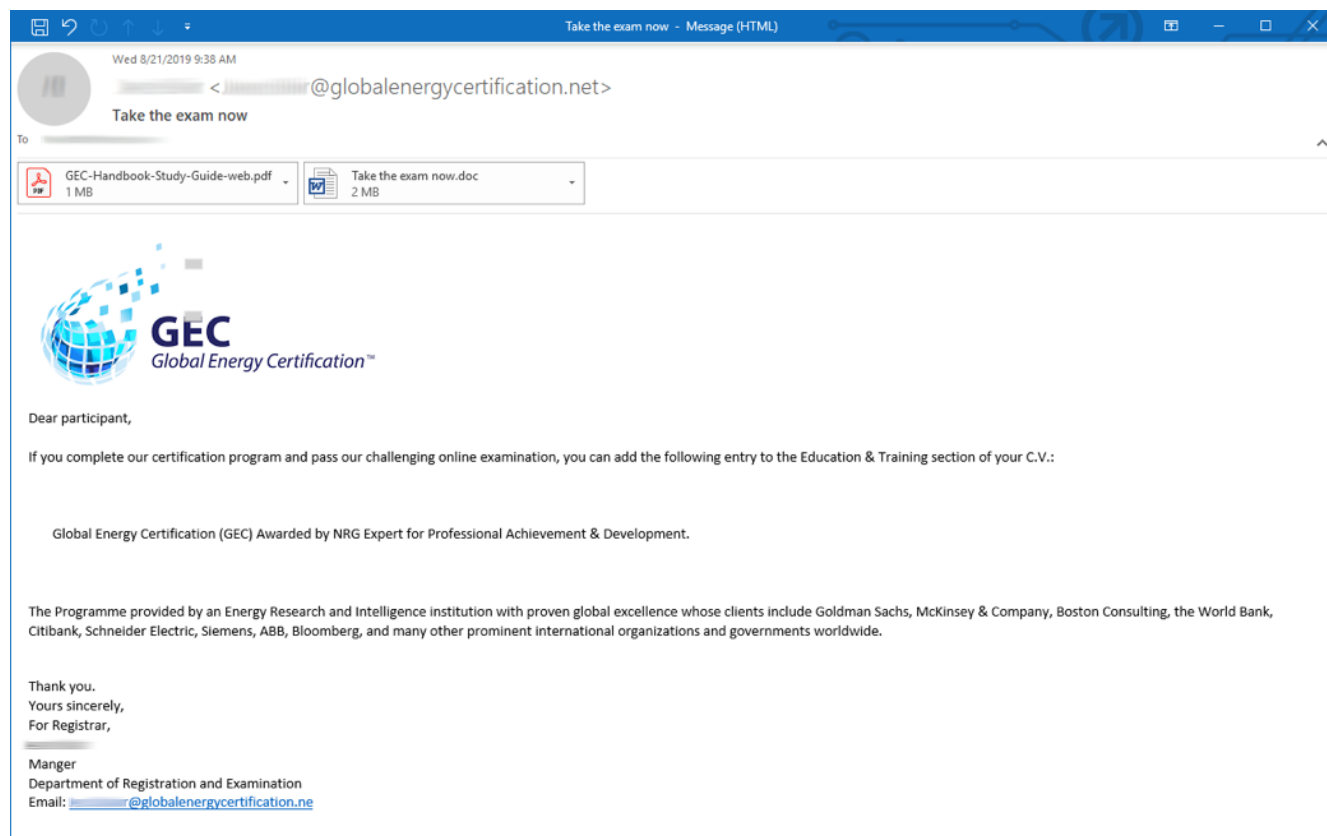 Take the exam now - Message (HTML)
Wed 8/21/2019 9:38 AM
< @globalenergycertification.net>
Take the exam now
To
GEC-Handbook-Study-Guide-web.pdf
1 MB
Take the exam now.doc
2 MB
GEC
Global Energy Certification™
Dear participant,
If you complete our certification program and pass our challenging online examination, you can add the following entry to the Education & Training section of your C.V.:
Global Energy Certification (GEC) Awarded by NRG Expert for Professional Achievement & Development.
The Programme provided by an Energy Research and Intelligence institution with proven global excellence whose clients include Goldman Sachs, McKinsey & Company, Boston Consulting, the World Bank,
Citibank, Schneider Electric, Siemens, ABB, Bloomberg, and many other prominent international organizations and governments worldwide.
Thank you.
Yours sincerely,
For Registrar,
Manger
Department of Registration and Examination
Email: r@globalenergycertification.ne